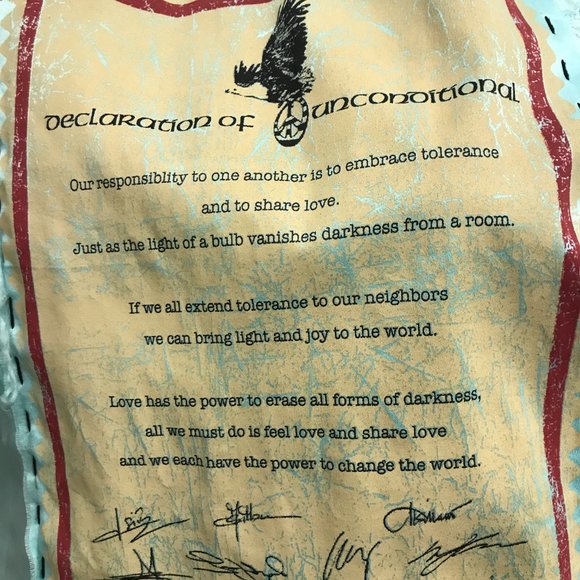 Declaration of Unconditional
Our responsiblity to one another is to embrace tolerance
and to share love.
Just as the light of a bulb vanishes darkness from a room.
If we all extend tolerance to our neighbors
we can bring light and joy to the world.
Love has the power to erase all forms of darkness,
all we must do is feel love and share love
and we each have the power to change the world.